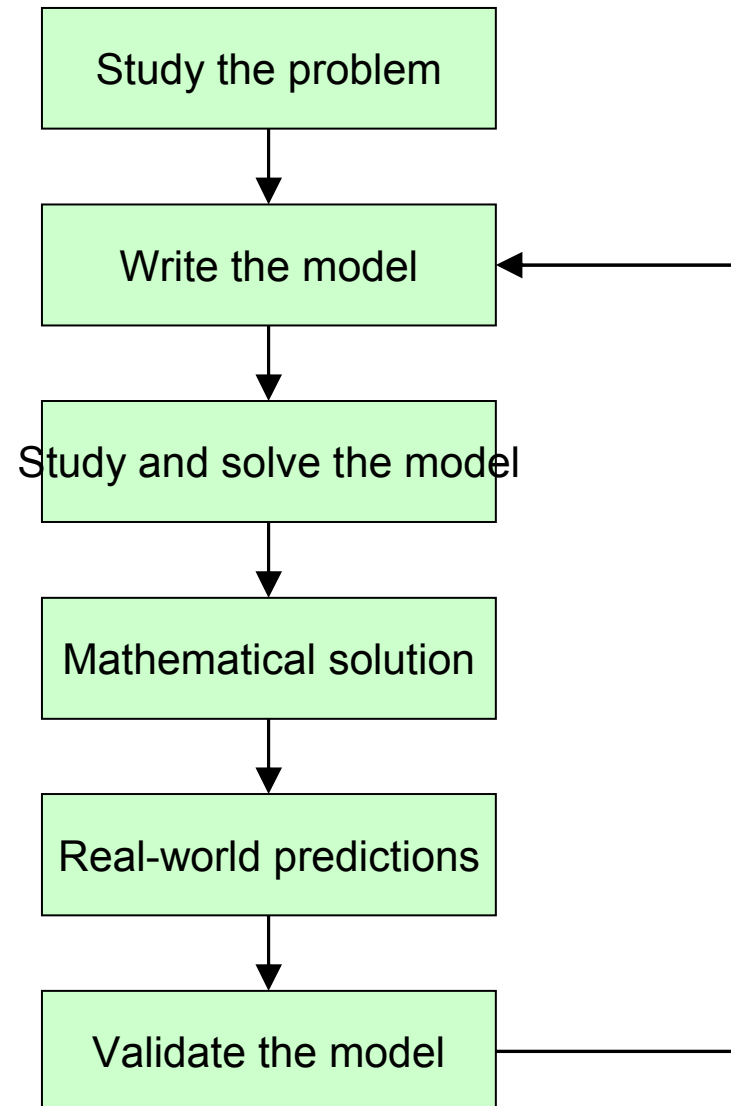 Study the problem
Write the model
Study and solve the model
Mathematical solution
Real-world predictions
Validate the model